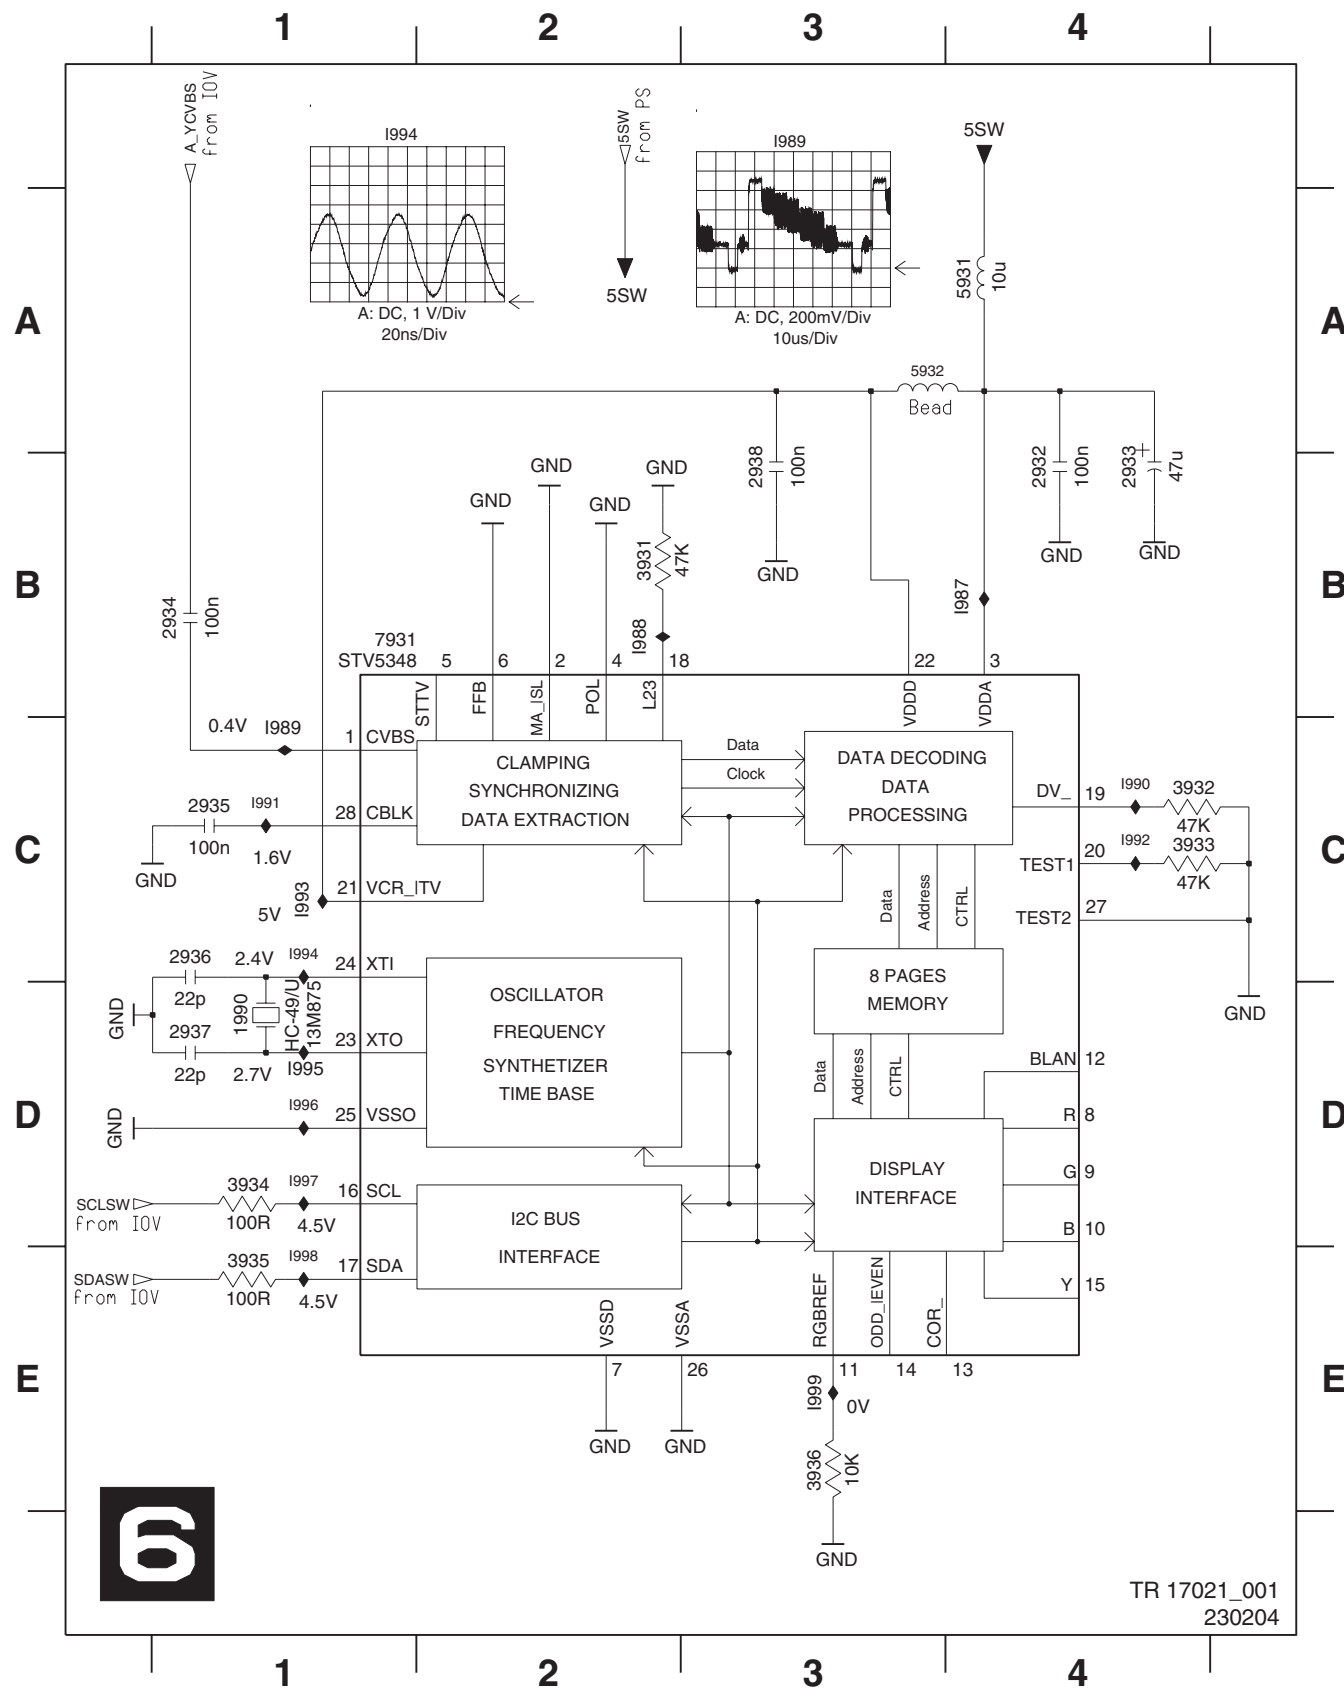 1 2 3 4
A_YCVBS
from IOV
I994
A: DC, 1 V/Div
20ns/Div
5SW
from PS
5SW
I989
A: DC, 200mV/Div
10us/Div
5SW
5931
10u
A A
5932
Bead
2938
100n
GND
2932
100n
GND
2933
+
47u
GND
GND
GND
GND
GND
3931
47K
I988
I987
B B
2934
100n
7931
STV5348
5 6 2 4 18 22 3
STTV
FFB
MA_|SL
POL
L23
VDDD
VDDA
0.4V I989
1 CVBS
CLAMPING
SYNCHRONIZING
DATA EXTRACTION
Data
Clock
DATA DECODING
DATA
PROCESSING
DV_ 19 I990 3932
47K
2935 I991
100n
1.6V
GND
28 CBLK
C C
TEST1 20 I992 3933
47K
5V I993
21 VCR_|TV
Data
Address
CTRL
TEST2 27
GND
2936 2.4V I994
22p
24 XTI
GND
1990
HC-49/U
13M875
2937
22p
2.7V I995
23 XTO
OSCILLATOR
FREQUENCY
SYNTHETIZER
TIME BASE
8 PAGES
MEMORY
Data
Address
CTRL
BLAN 12
D D
GND
I996
25 VSSO
R 8
DISPLAY
INTERFACE
G 9
SCLSW
from IOV
3934
100R
I997
4.5V
16 SCL
I2C BUS
INTERFACE
B 10
SDASW
from IOV
3935
100R
I998
4.5V
17 SDA
Y 15
VSSD
VSSA
RGBREF
ODD_|EVEN
COR_
7 26 11 14 13
E E
GND
GND
I999
0V
3936
10K
GND
6
TR 17021_001
230204
1 2 3 4